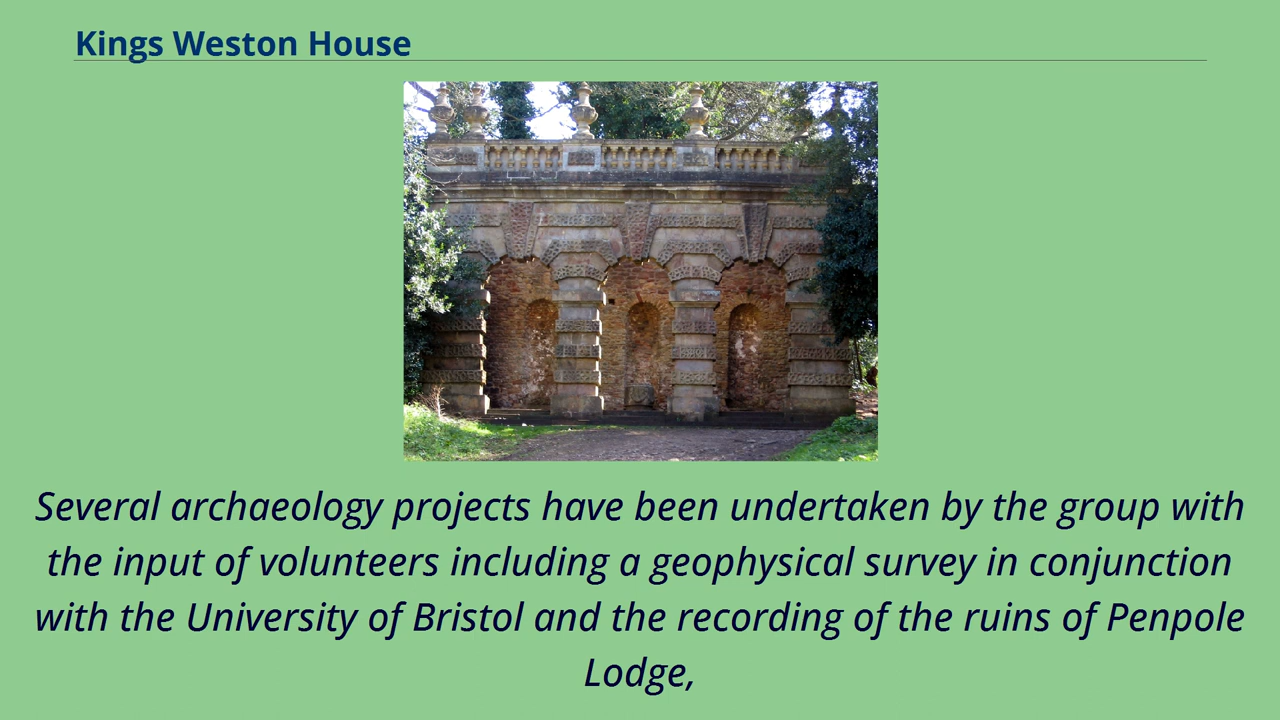 Kings Weston House
Several archaeology projects have been undertaken by the group with
the input of volunteers including a geophysical survey in conjunction
with the University of Bristol and the recording of the ruins of Penpole
Lodge,